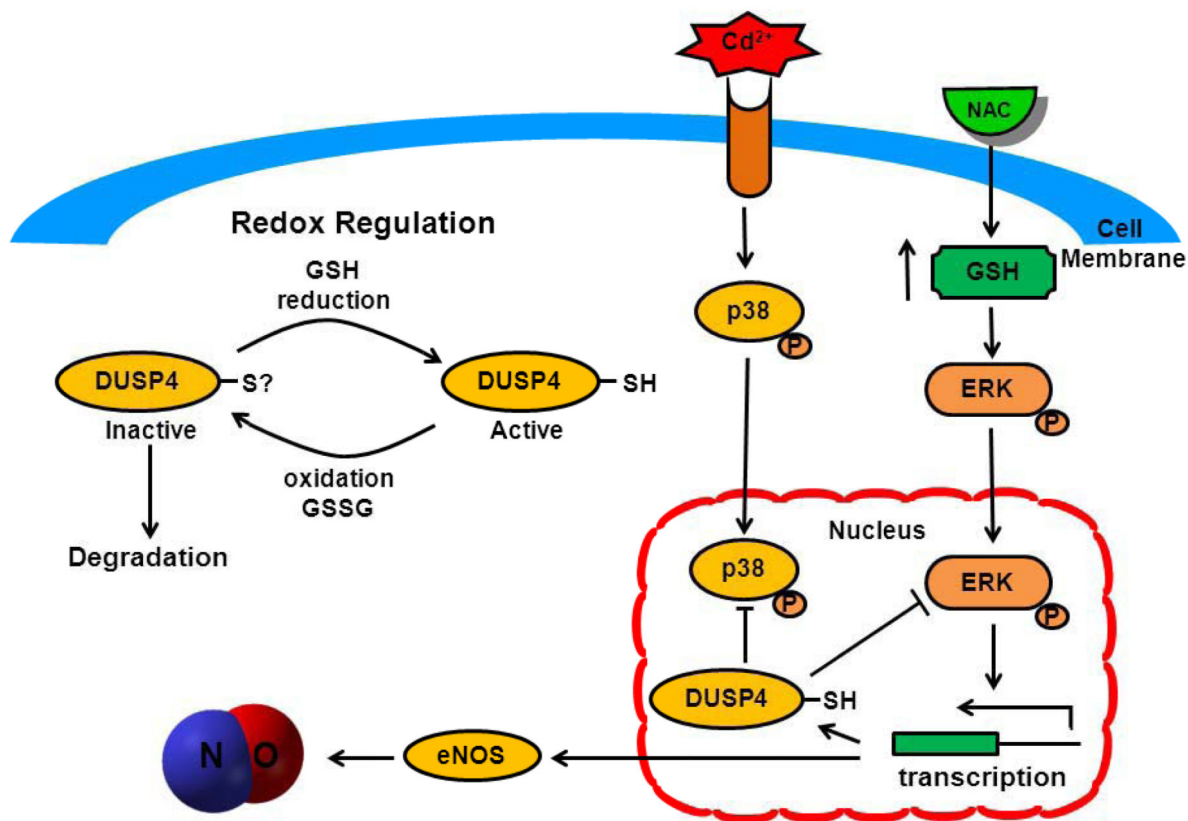 Cd²⁺
NAC
Cell
Membrane
Redox Regulation
GSH
reduction
GSH
p38
P
DUSP4
S?
Inactive
DUSP4
SH
Active
ERK
P
oxidation
GSSG
Degradation
Nucleus
p38
P
ERK
P
DUSP4
SH
N O
eNOS
transcription